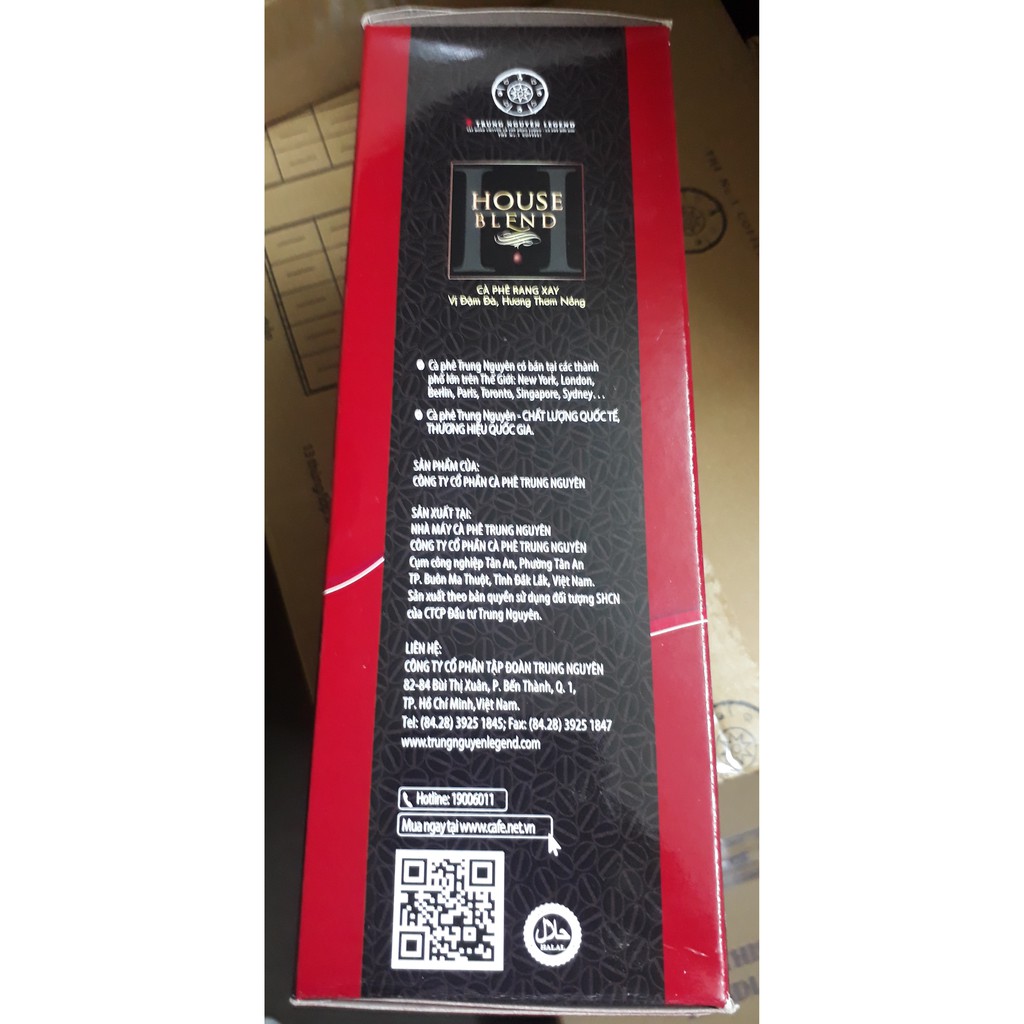 TRUNG NGUYÊN LEGEND
THE NO.1 COFFEE
HOUSE
BLEND
CÀ PHÊ RANG XAY
Vị Đậm Đà, Hương Thơm Nồng
Cà phê Trung Nguyên có bán tại các thành
phố lớn trên Thế Giới: New York, London,
Berlin, Paris, Toronto, Singapore, Sydney...
Cà phê Trung Nguyên - CHẤT LƯỢNG QUỐC TẾ,
THƯƠNG HIỆU QUỐC GIA.
SẢN PHẨM CỦA:
CÔNG TY CỔ PHẦN CÀ PHÊ TRUNG NGUYÊN
SẢN XUẤT TẠI:
NHÀ MÁY CÀ PHÊ TRUNG NGUYÊN
CÔNG TY CỔ PHẦN CÀ PHÊ TRUNG NGUYÊN
Cụm công nghiệp Tân An, Phường Tân An
TP. Buôn Ma Thuột, Tỉnh Đắk Lắk, Việt Nam.
Sản xuất theo bản quyền sử dụng đối tượng SHCN
của CTCP Đầu tư Trung Nguyên.
LIÊN HỆ:
CÔNG TY CỔ PHẦN TẬP ĐOÀN TRUNG NGUYÊN
82-84 Bùi Thị Xuân, P. Bến Thành, Q. 1,
TP. Hồ Chí Minh, Việt Nam.
Tel: (84.28) 3925 1845; Fax: (84.28) 3925 1847
www.trungnguyenlegend.com
Hotline: 19006011
Mua ngay tại www.cafe.net.vn
حلال
HALAL